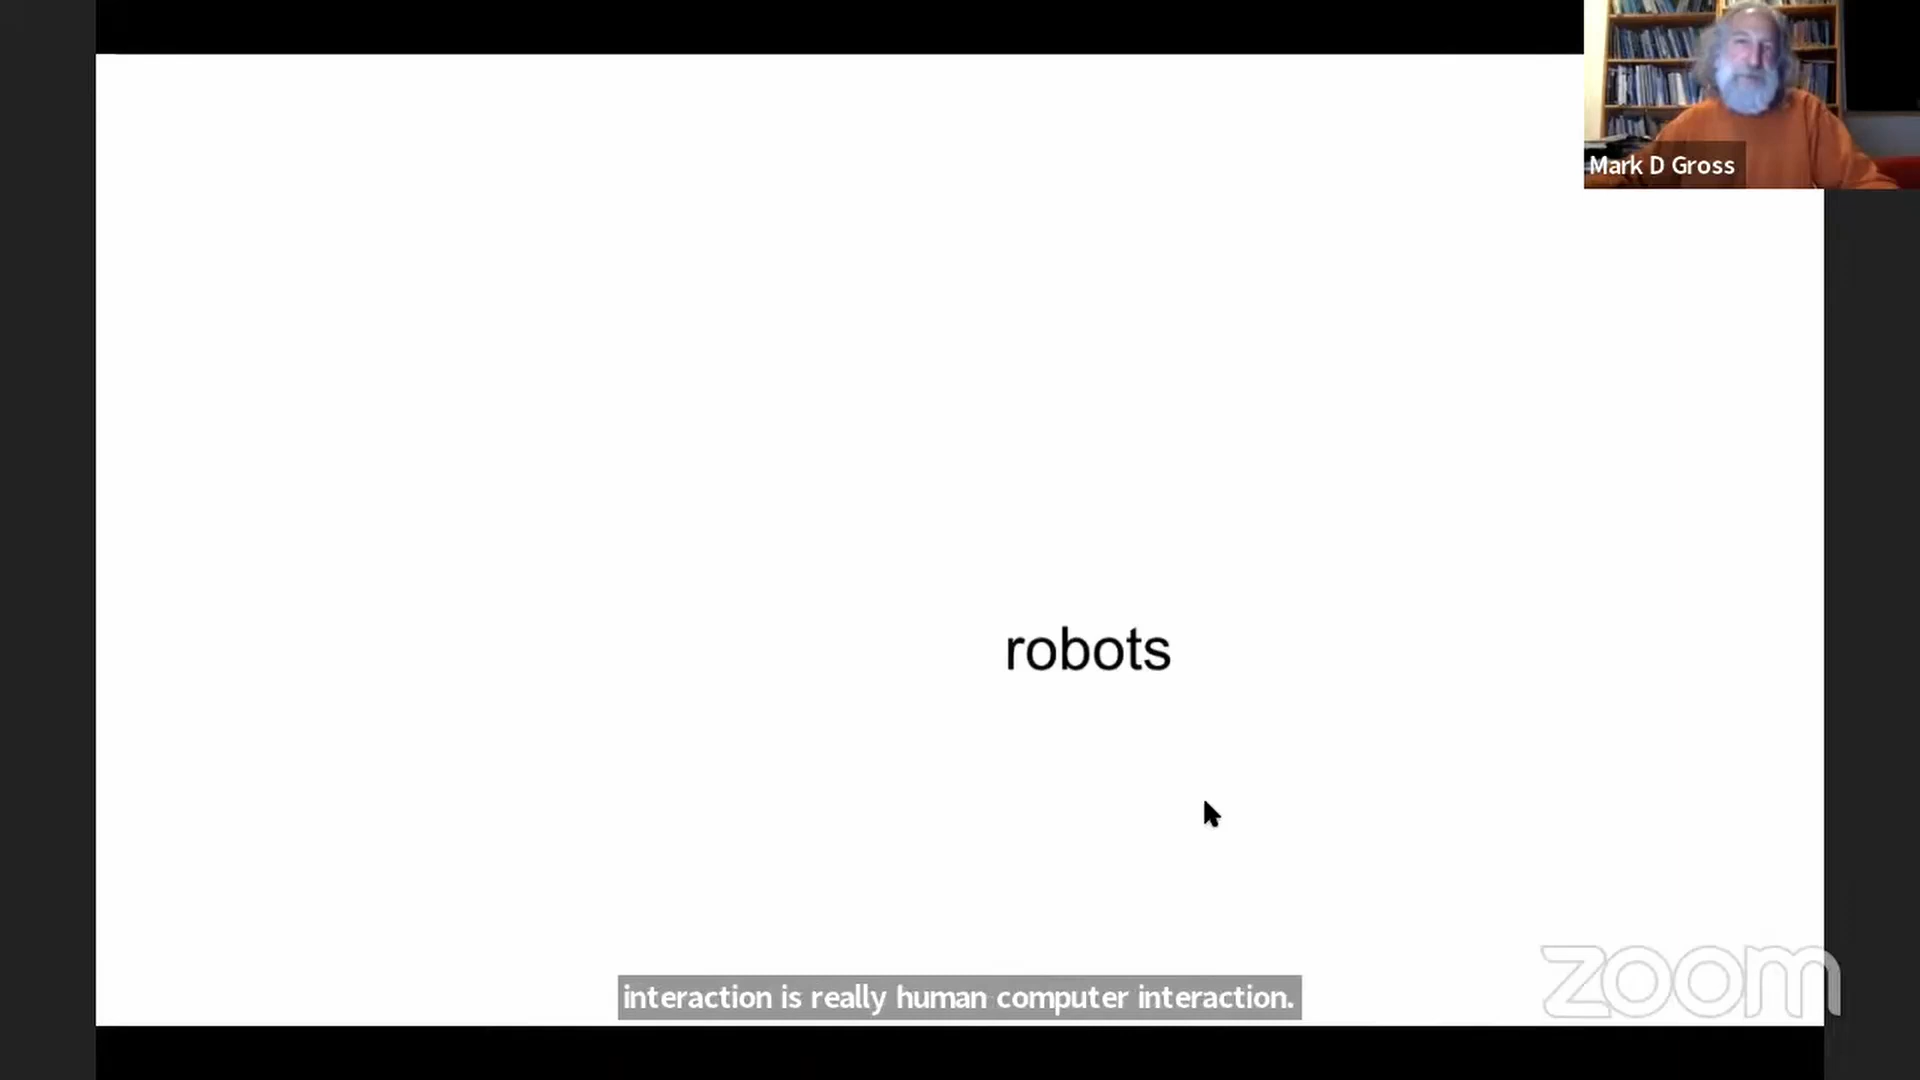 Mark D Gross
robots
interaction is really human computer interaction.
zoom